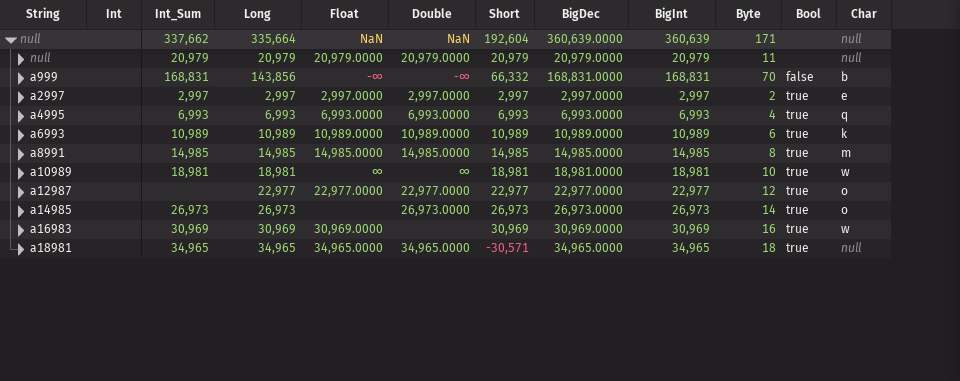 String Int Int_Sum Long Float Double Short BigDec BigInt Byte Bool Char
null 337,662 335,664 NaN NaN 192,604 360,639.0000 360,639 171 null
null 20,979 20,979 20,979.0000 20,979.0000 20,979 20,979.0000 20,979 11 null
a999 168,831 143,856 -∞ -∞ 66,332 168,831.0000 168,831 70 false b
a2997 2,997 2,997 2,997.0000 2,997.0000 2,997 2,997.0000 2,997 2 true e
a4995 6,993 6,993 6,993.0000 6,993.0000 6,993 6,993.0000 6,993 4 true q
a6993 10,989 10,989 10,989.0000 10,989.0000 10,989 10,989.0000 10,989 6 true k
a8991 14,985 14,985 14,985.0000 14,985.0000 14,985 14,985.0000 14,985 8 true m
a10989 18,981 18,981 ∞ ∞ 18,981 18,981.0000 18,981 10 true w
a12987 22,977 22,977.0000 22,977.0000 22,977 22,977.0000 22,977 12 true o
a14985 26,973 26,973 26,973.0000 26,973 26,973.0000 26,973 14 true o
a16983 30,969 30,969 30,969.0000 30,969 30,969.0000 30,969 16 true w
a18981 34,965 34,965 34,965.0000 34,965.0000 -30,571 34,965.0000 34,965 18 true null